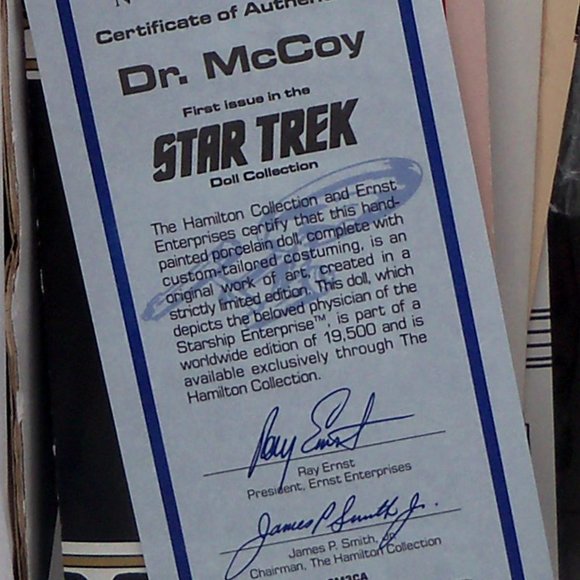 Certificate of Authen
Dr. McCoy
First issue in the
STAR TREK
Doll Collection
The Hamilton Collection and Ernst
Enterprises certify that this hand-
painted porcelain doll, complete with
custom-tailored costuming, is an
original work of art, created in a
strictly limited edition. This doll, which
depicts the beloved physician of the
Starship Enterprise™, is part of a
worldwide edition of 19,500 and is
available exclusively through The
Hamilton Collection.
Ray Ernst
Ray Ernst
President, Ernst Enterprises
James P. Smith, Jr.
James P. Smith, Jr.
Chairman, The Hamilton Collection